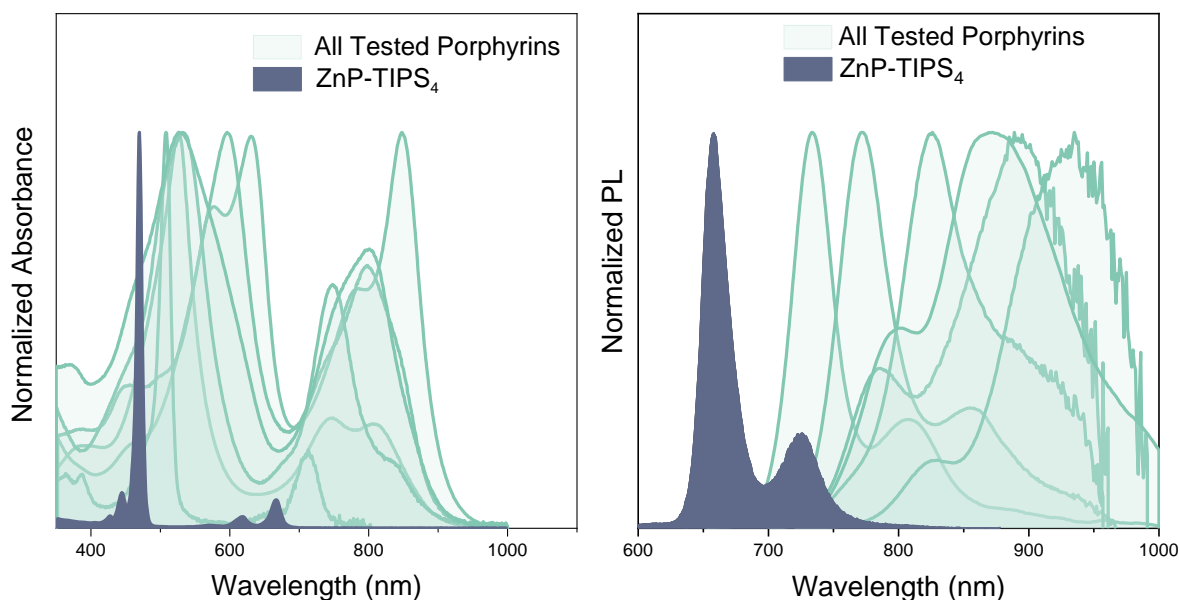 All Tested Porphyrins
ZnP-TIPS₄
Normalized Absorbance
400
600
800
1000
Wavelength (nm)
All Tested Porphyrins
ZnP-TIPS₄
Normalized PL
600
700
800
900
1000
Wavelength (nm)